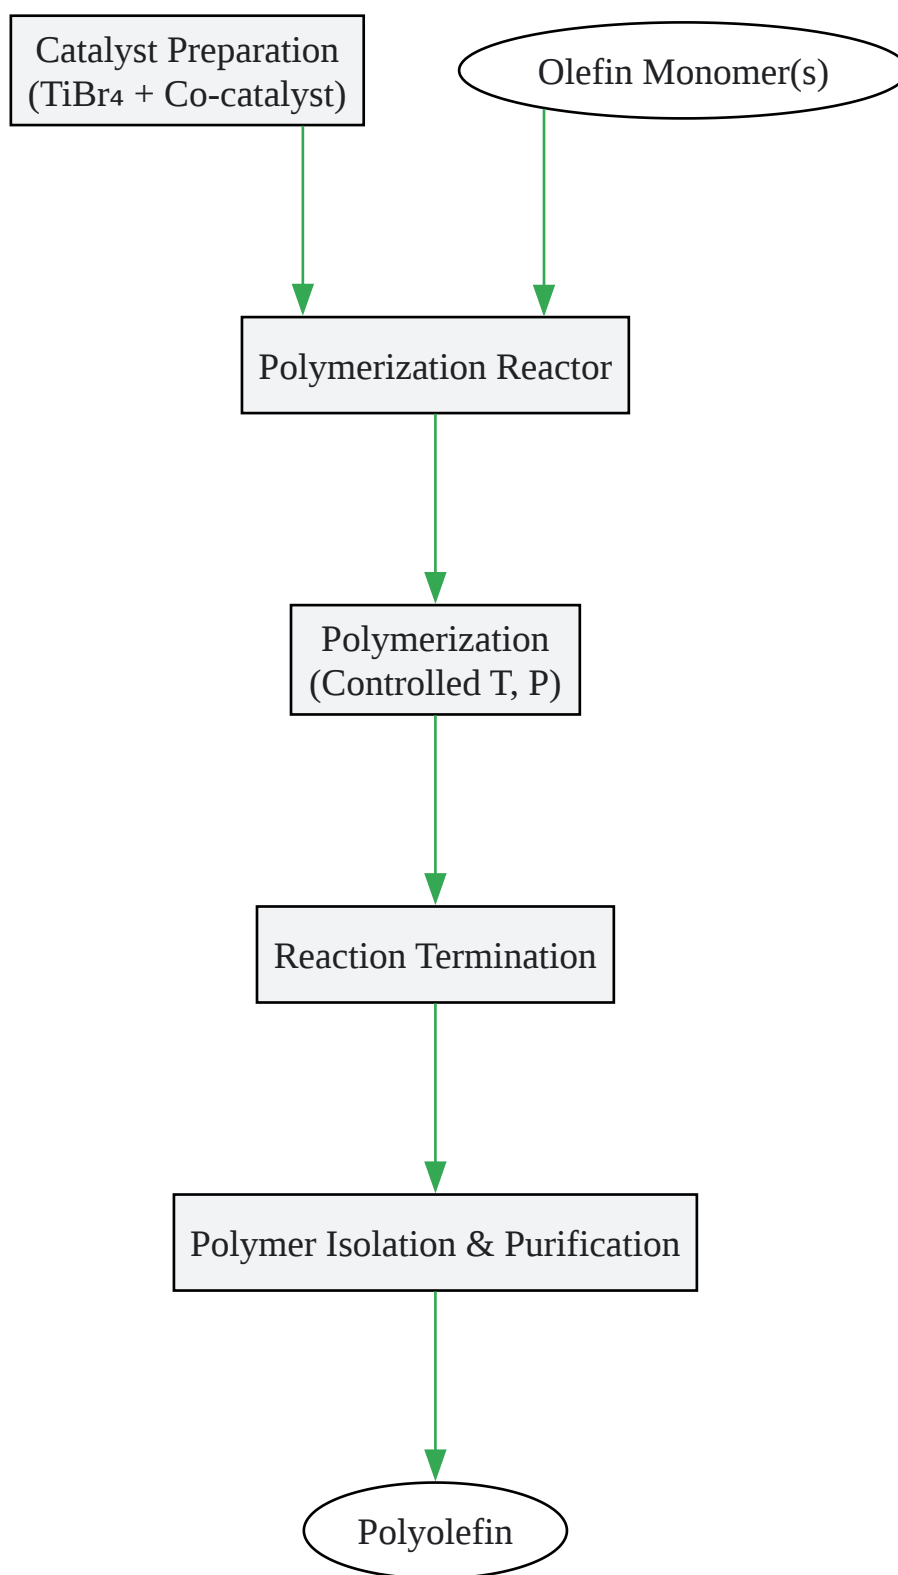 Catalyst Preparation
(TiBr₄ + Co-catalyst)
Olefin Monomer(s)
Polymerization Reactor
Polymerization
(Controlled T, P)
Reaction Termination
Polymer Isolation & Purification
Polyolefin